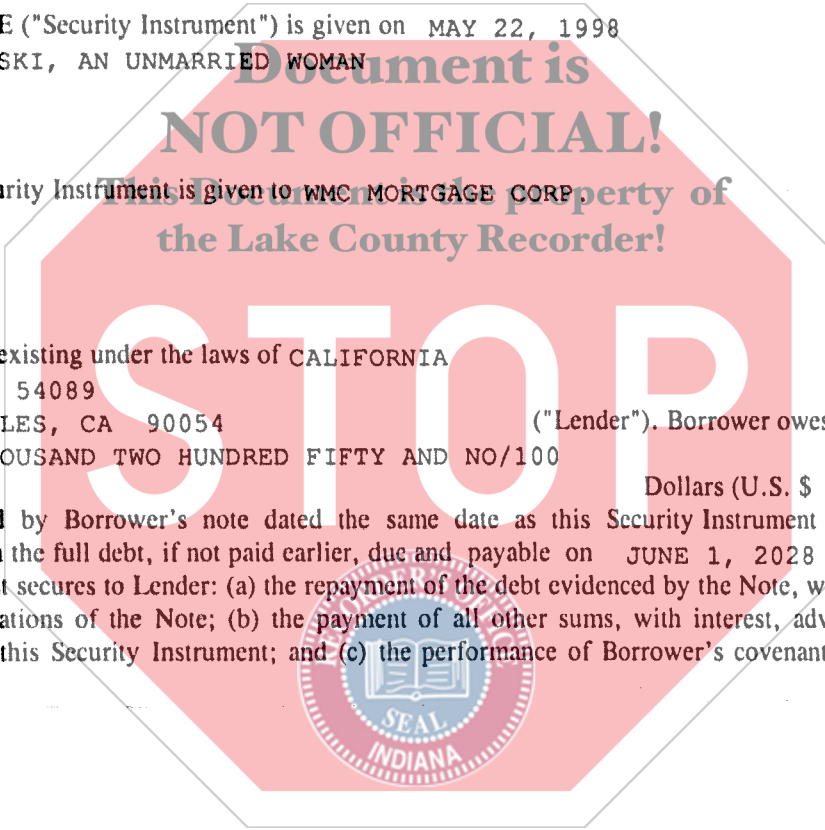 E ("Security Instrument") is given on MAY 22, 1998
SKI, AN UNMARRIED WOMAN
Document is
NOT OFFICIAL!
urity Instrument is given to WMC MORTGAGE CORP.
This Document is the property of
the Lake County Recorder!
STOP
existing under the laws of CALIFORNIA
54089
LES, CA 90054 ("Lender"). Borrower owes
OUSAND TWO HUNDRED FIFTY AND NO/100
Dollars (U.S. $
by Borrower's note dated the same date as this Security Instrument
the full debt, if not paid earlier, due and payable on JUNE 1, 2028
t secures to Lender: (a) the repayment of the debt evidenced by the Note, w
ations of the Note; (b) the payment of all other sums, with interest, adv
this Security Instrument; and (c) the performance of Borrower's covenant
RECORDER'S OFFICE
SEAL
INDIANA